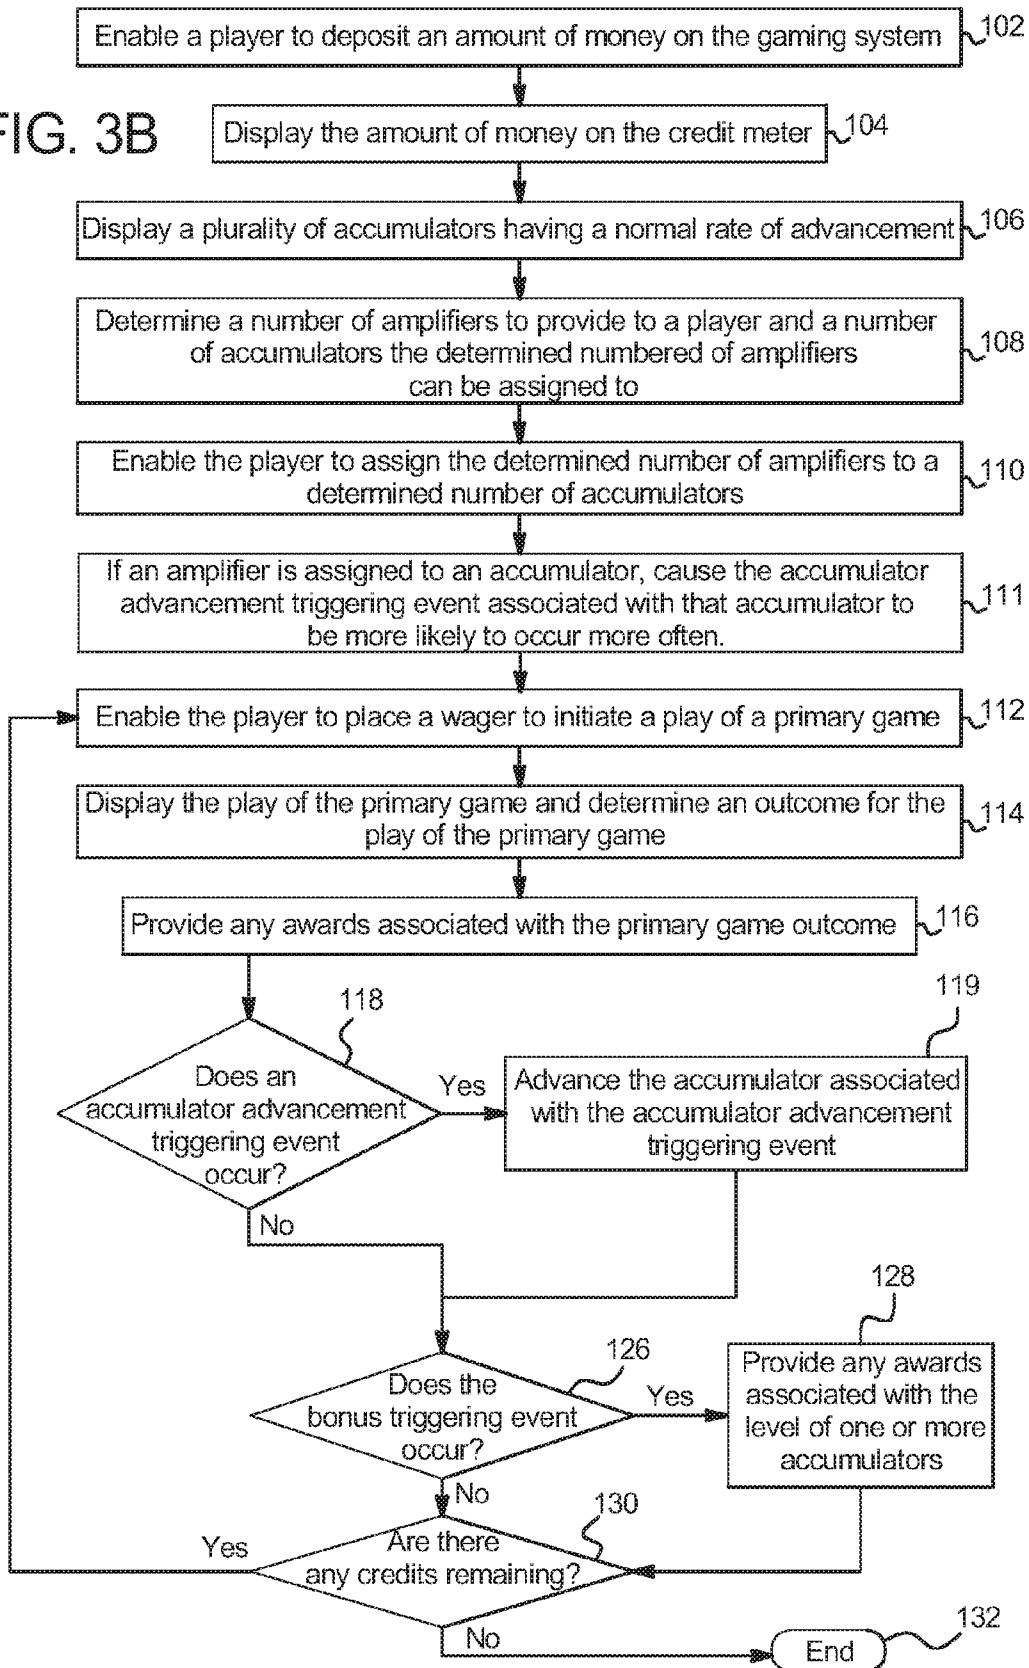 Enable a player to deposit an amount of money on the gaming system
102
FIG. 3B
Display the amount of money on the credit meter
104
Display a plurality of accumulators having a normal rate of advancement
106
Determine a number of amplifiers to provide to a player and a number
of accumulators the determined numbered of amplifiers
can be assigned to
108
Enable the player to assign the determined number of amplifiers to a
determined number of accumulators
110
If an amplifier is assigned to an accumulator, cause the accumulator
advancement triggering event associated with that accumulator to
be more likely to occur more often.
111
Enable the player to place a wager to initiate a play of a primary game
112
Display the play of the primary game and determine an outcome for the
play of the primary game
114
Provide any awards associated with the primary game outcome
116
118
Does an
accumulator advancement
triggering event
occur?
Yes
119
Advance the accumulator associated
with the accumulator advancement
triggering event
No
126
Does the
bonus triggering event
occur?
Yes
128
Provide any awards
associated with the
level of one or more
accumulators
No
130
Are there
any credits remaining?
Yes
No
132
End